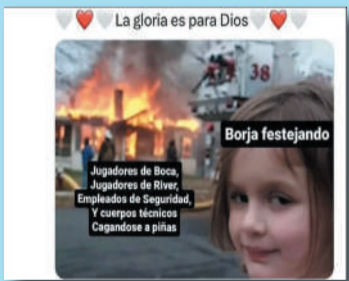 🤍❤️🤍La gloria es para Dios🤍❤️🤍
38
Borja festejando
Jugadores de Boca,
Jugadores de River,
Empleados de Seguridad,
Y cuerpos técnicos
Cagandose a piñas